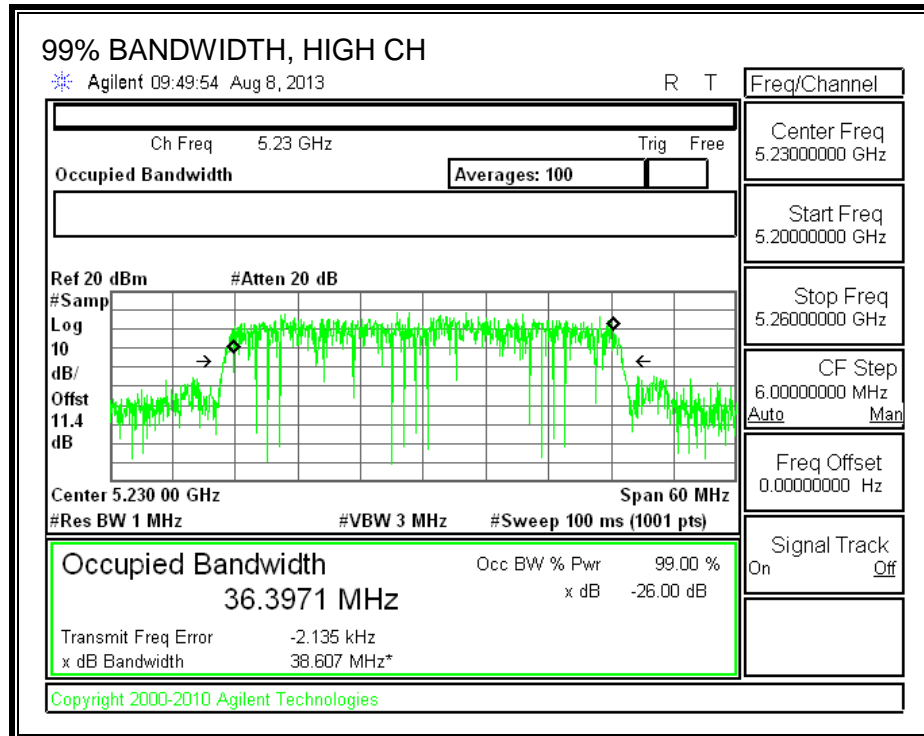 99% BANDWIDTH, HIGH CH
Agilent 09:49:54 Aug 8, 2013 R T
Ch Freq 5.23 GHz Trig Free
Occupied Bandwidth Averages: 100
Ref 20 dBm #Atten 20 dB
#Samp
Log
10
dB/
Offst
11.4
dB
Center 5.230 00 GHz Span 60 MHz
#Res BW 1 MHz #VBW 3 MHz #Sweep 100 ms (1001 pts)
Occupied Bandwidth
36.3971 MHz
Occ BW % Pwr 99.00 %
x dB -26.00 dB
Transmit Freq Error -2.135 kHz
x dB Bandwidth 38.607 MHz*
Copyright 2000-2010 Agilent Technologies
Freq/Channel
Center Freq
5.23000000 GHz
Start Freq
5.20000000 GHz
Stop Freq
5.26000000 GHz
CF Step
6.00000000 MHz
Auto Man
Freq Offset
0.00000000 Hz
Signal Track
On Off